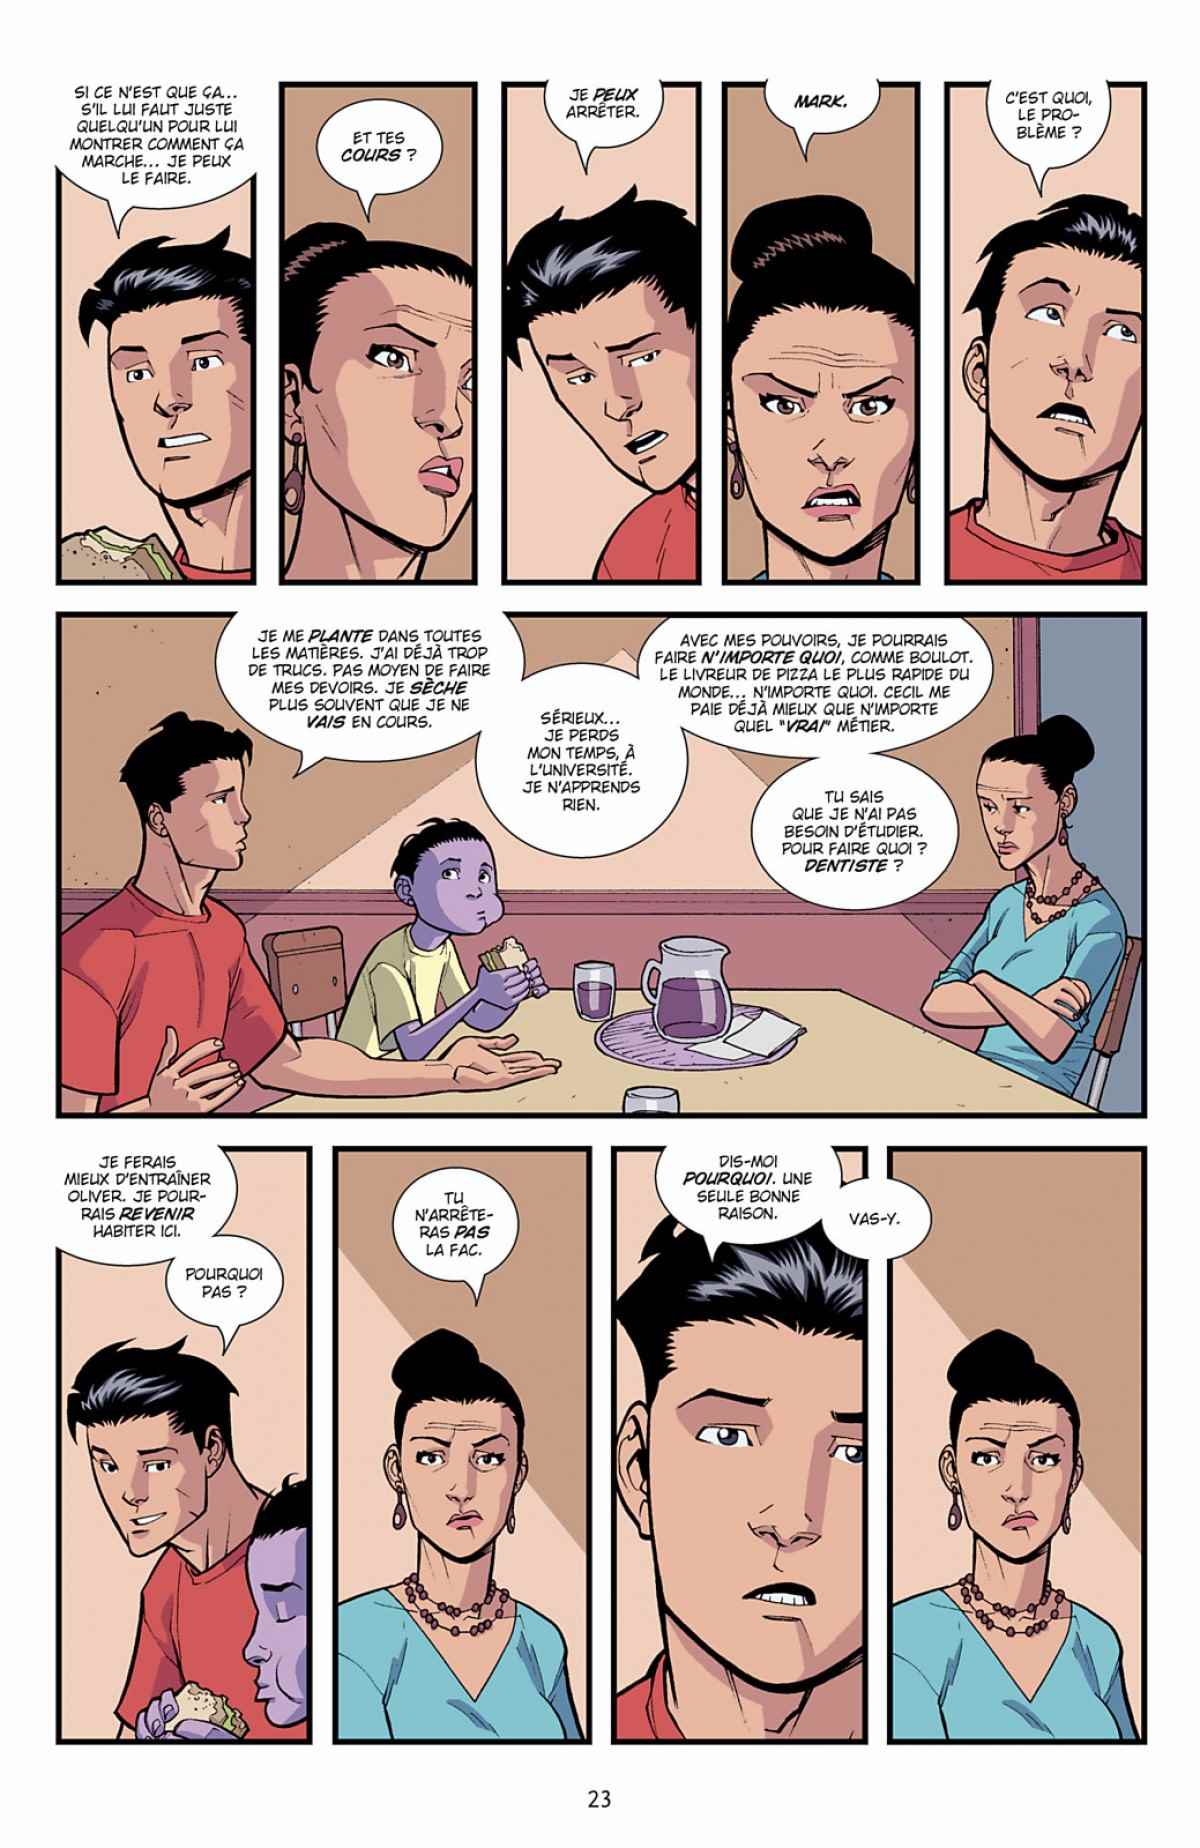 SI CE N'EST QUE ÇA...
S'IL LUI FAUT JUSTE
QUELQU'UN POUR LUI
MONTRER COMMENT ÇA
MARCHE... JE PEUX
LE FAIRE.
ET TES
COURS ?
JE PEUX
ARRÊTER.
MARK.
C'EST QUOI,
LE PRO-
BLÈME ?
JE ME PLANTE DANS TOUTES
LES MATIÈRES. J'AI DÉJÀ TROP
DE TRUCS. PAS MOYEN DE FAIRE
MES DEVOIRS. JE SÈCHE
PLUS SOUVENT QUE JE NE
VAIS EN COURS.
SÉRIEUX...
JE PERDS
MON TEMPS, À
L'UNIVERSITÉ.
JE N'APPRENDS
RIEN.
AVEC MES POUVOIRS, JE POURRAIS
FAIRE N'IMPORTE QUOI, COMME BOULOT.
LE LIVREUR DE PIZZA LE PLUS RAPIDE DU
MONDE... N'IMPORTE QUOI. CECIL ME
PAIE DÉJÀ MIEUX QUE N'IMPORTE
QUEL "VRAI" MÉTIER.
TU SAIS
QUE JE N'AI PAS
BESOIN D'ÉTUDIER.
POUR FAIRE QUOI ?
DENTISTE ?
JE FERAIS
MIEUX D'ENTRAÎNER
OLIVER. JE POUR-
RAIS REVENIR
HABITER ICI.
POURQUOI
PAS ?
TU
N'ARRÊTE-
RAS PAS
LA FAC.
DIS-MOI
POURQUOI. UNE
SEULE BONNE
RAISON.
VAS-Y.
23